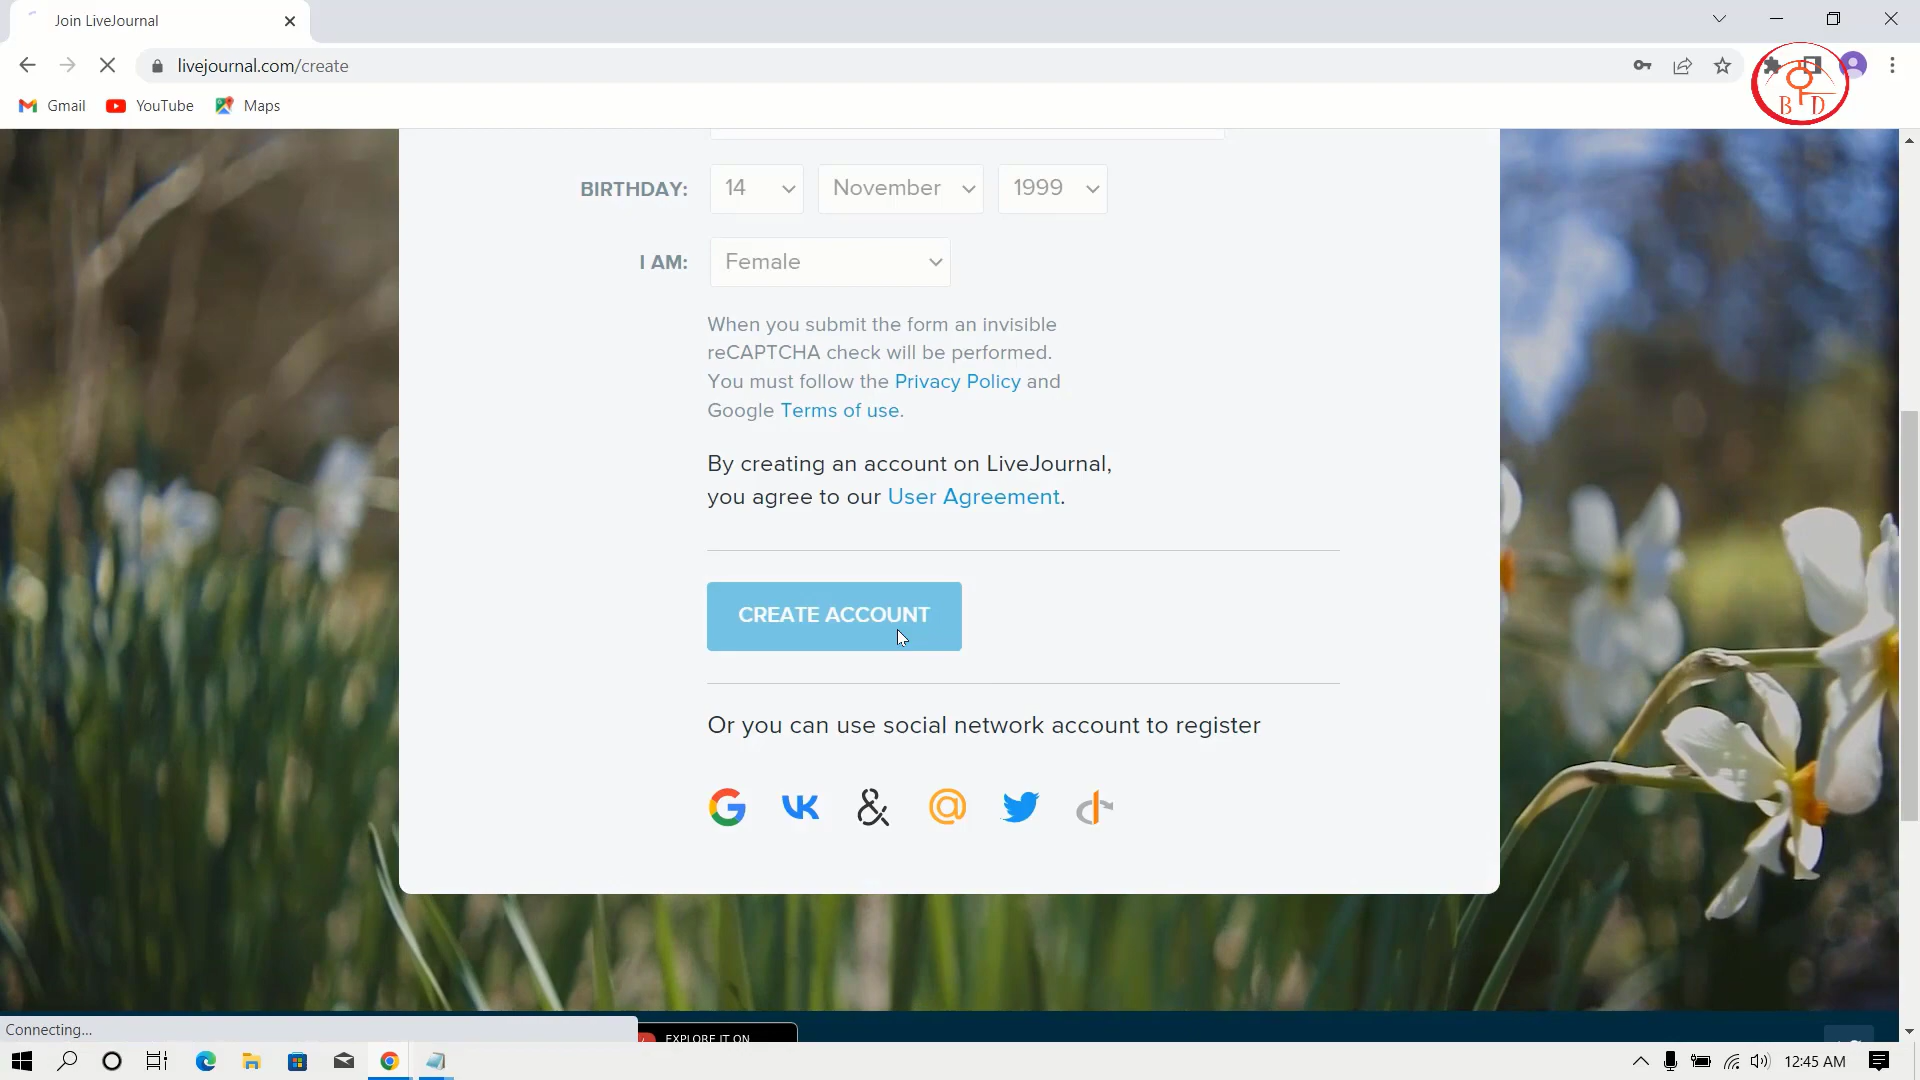 Join LiveJournal
livejournal.com/create
Gmail YouTube Maps
B D
BIRTHDAY: 14 November 1999
I AM: Female
When you submit the form an invisible
reCAPTCHA check will be performed.
You must follow the Privacy Policy and
Google Terms of use.
By creating an account on LiveJournal,
you agree to our User Agreement.
CREATE ACCOUNT
Or you can use social network account to register
Connecting...
EXPLORE IT ON
12:45 AM